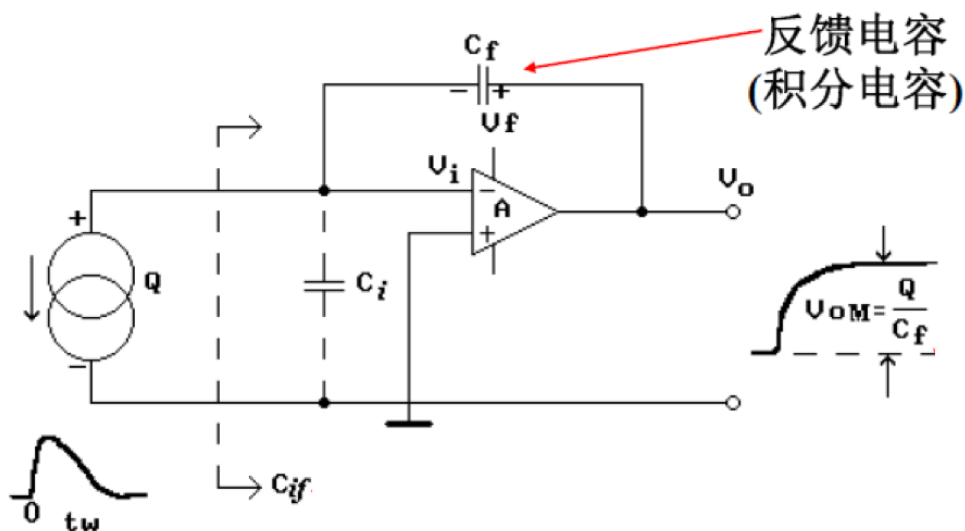 反馈电容
(积分电容)
Cf
− +
Vf
Vi
−
A
+
Vo
+
Q
−
Ci
VoM=Q/Cf
Cif
0
tw